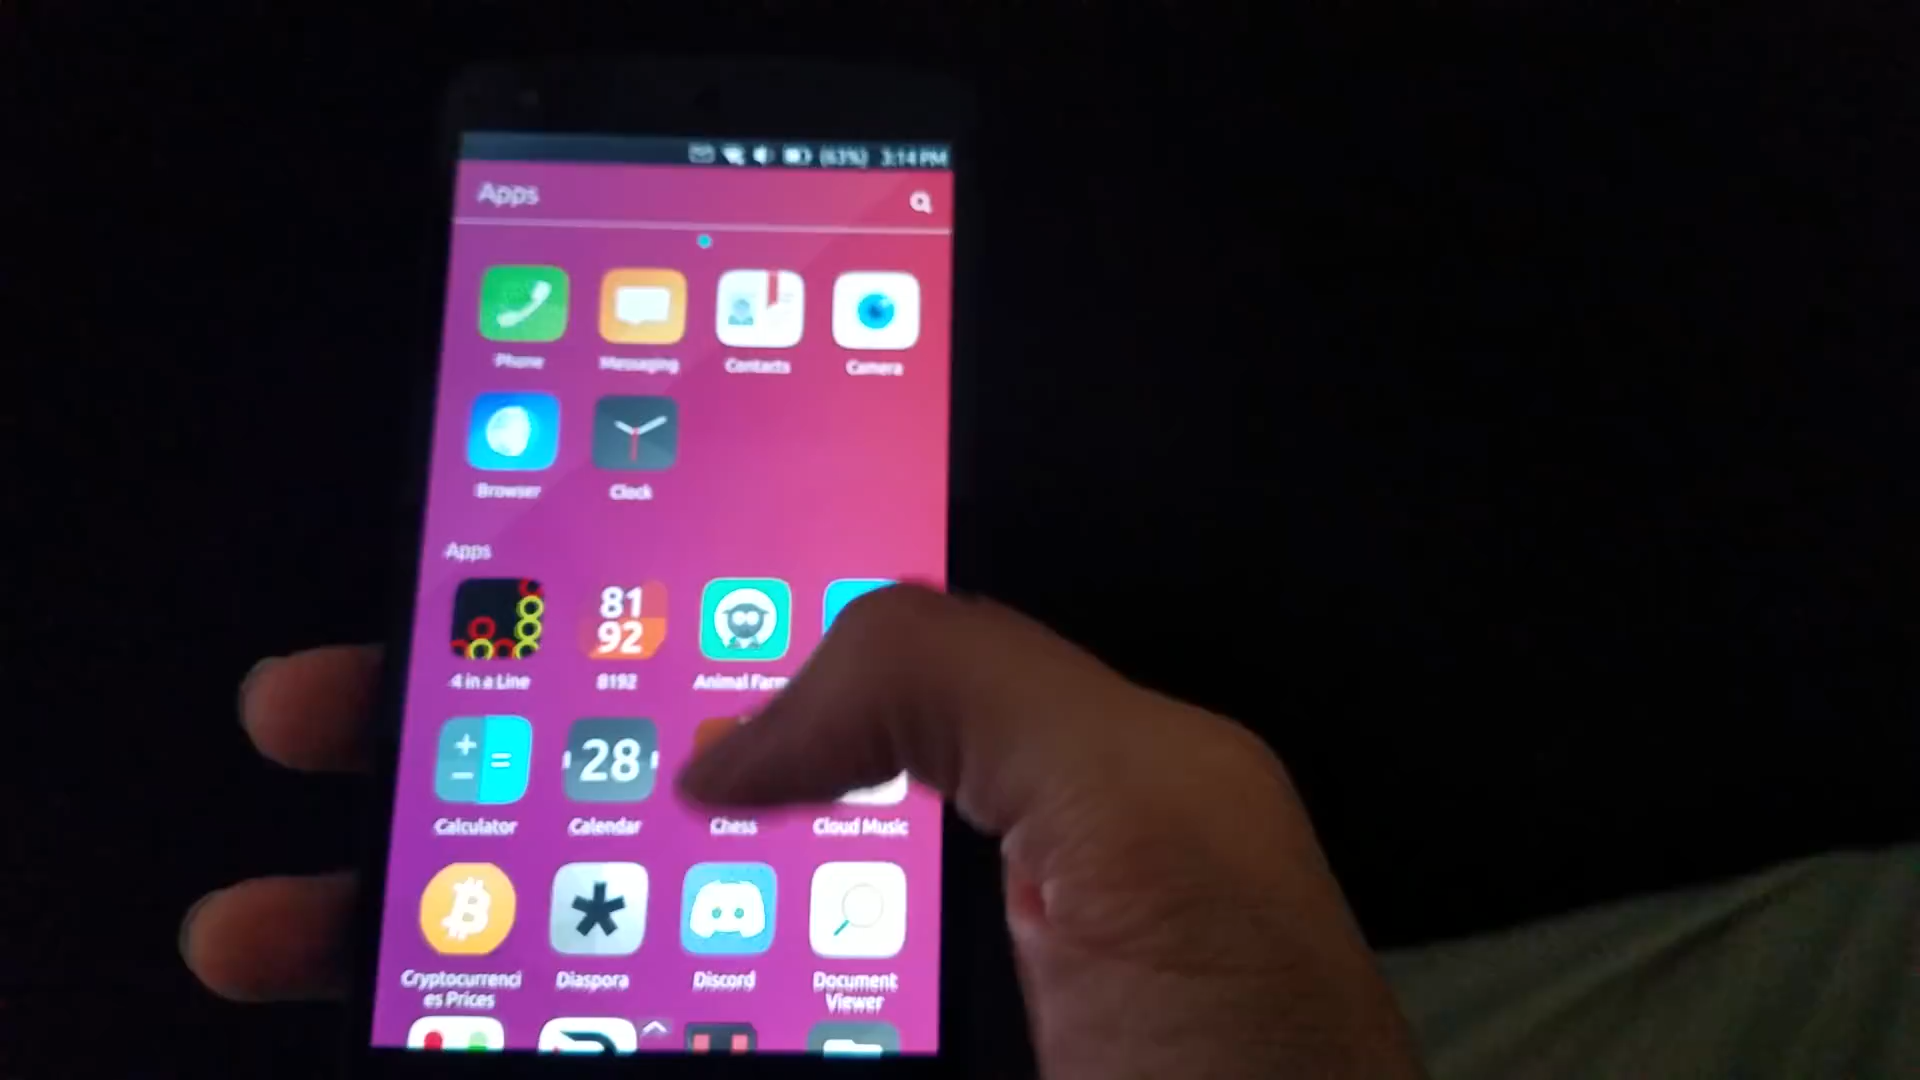 (63%) 3:14 PM
Apps
Phone Messaging Contacts Camera
Browser Clock
Apps
81
92
4 in a Line 8192 Animal Farm
28
Calculator Calendar Chess Cloud Music
Cryptocurrenci
es Prices Diaspora Discord Document
Viewer